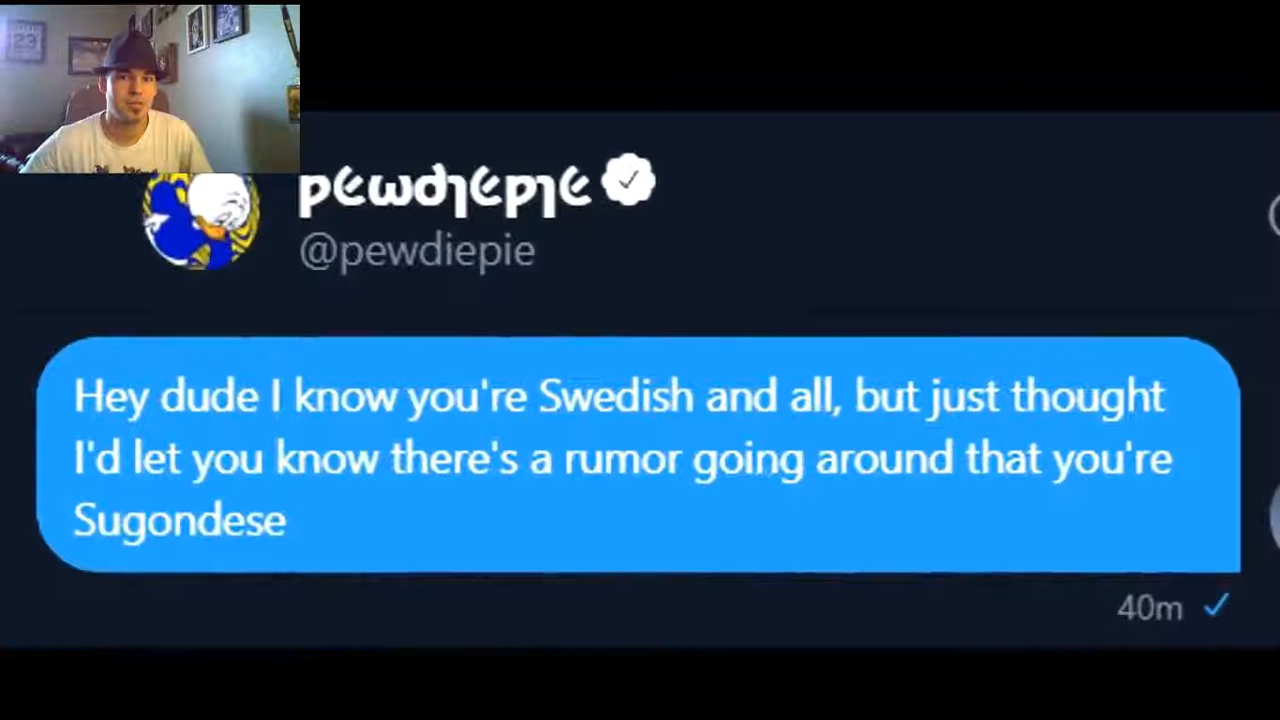 23
pewdiepie
@pewdiepie
Hey dude I know you're Swedish and all, but just thought
I'd let you know there's a rumor going around that you're
Sugondese
40m